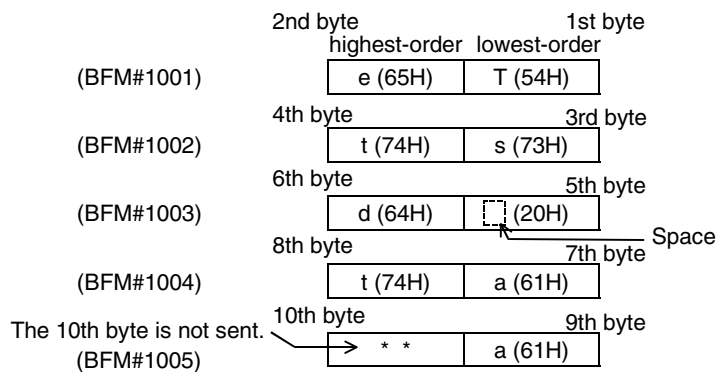 2nd byte 1st byte
highest-order lowest-order
(BFM#1001) e (65H) T (54H)
4th byte 3rd byte
(BFM#1002) t (74H) s (73H)
6th byte 5th byte
(BFM#1003) d (64H) (20H)
Space
8th byte 7th byte
(BFM#1004) t (74H) a (61H)
10th byte 9th byte
The 10th byte is not sent.
(BFM#1005) * * a (61H)